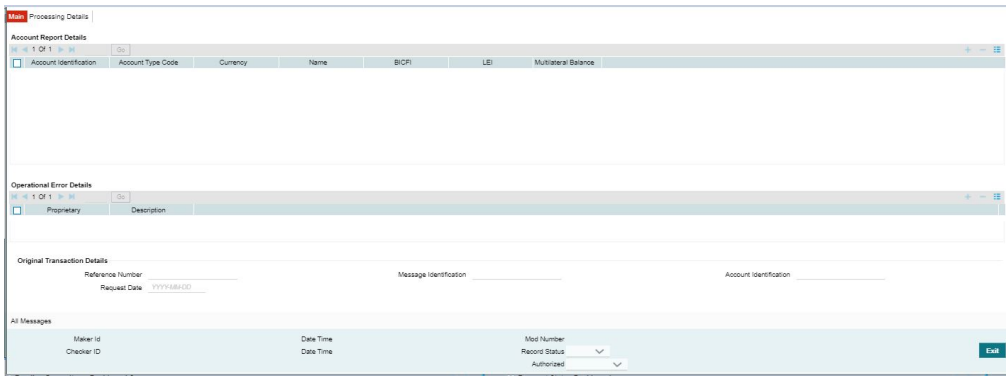 Main Processing Details
Account Report Details
1 Of 1 Go
Account Identification Account Type Code Currency Name BICFI LEI Multilateral Balance
Operational Error Details
1 Of 1 Go
Proprietary Description
Original Transaction Details
Reference Number Message Identification Account Identification
Request Date YYYY-MM-DD
All Messages
Maker Id Date Time Mod Number
Checker ID Date Time Record Status Exit
Authorized